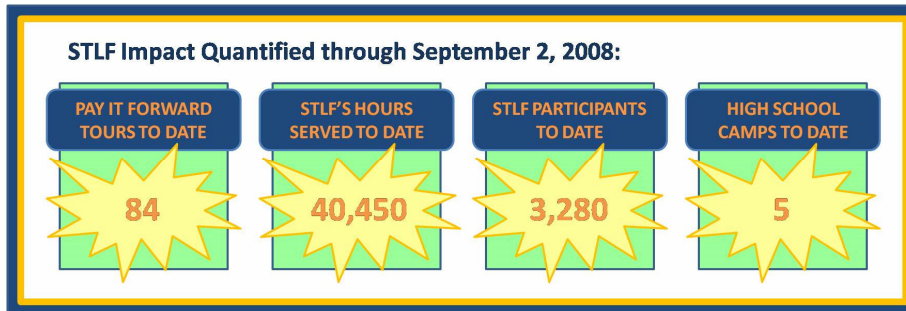 STLF Impact Quantified through September 2, 2008:
PAY IT FORWARD
TOURS TO DATE
84
STLF'S HOURS
SERVED TO DATE
40,450
STLF PARTICIPANTS
TO DATE
3,280
HIGH SCHOOL
CAMPS TO DATE
5